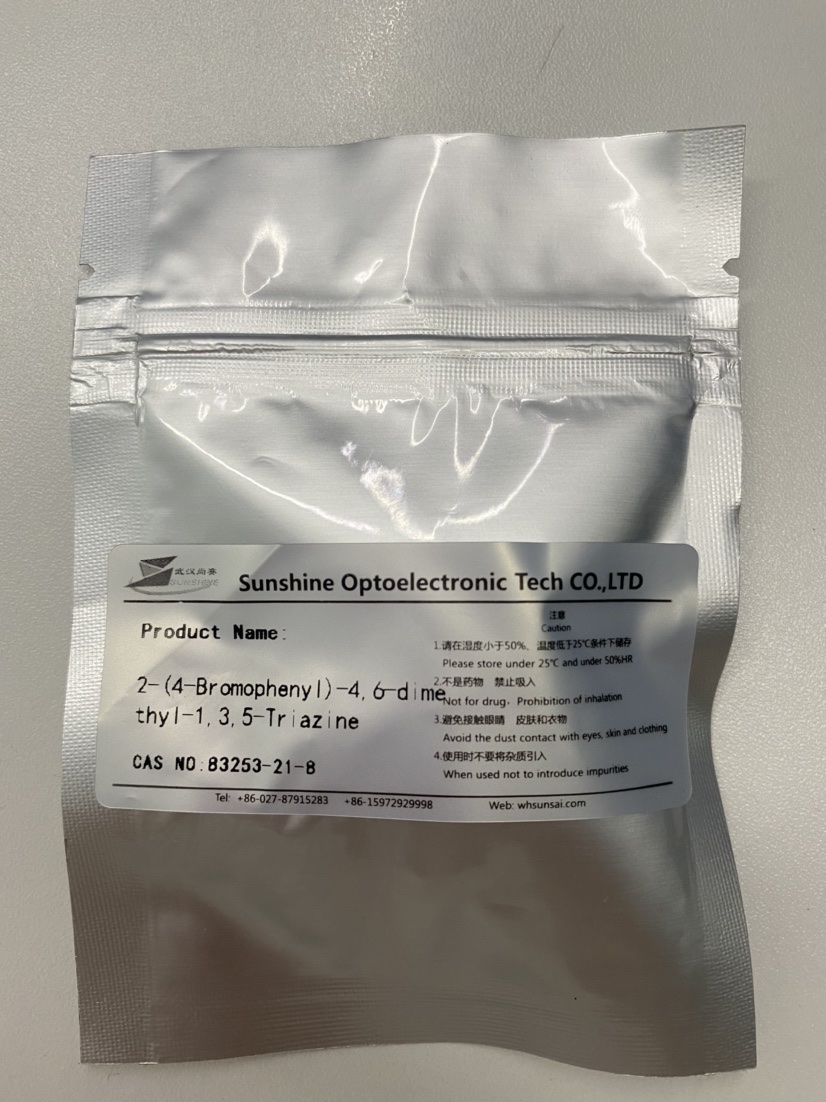 武汉尚赛
SUNSHINE
Sunshine Optoelectronic Tech CO.,LTD
Product Name:
2-(4-Bromophenyl)-4,6-dime
thyl-1,3,5-Triazine
CAS NO:83253-21-8
注意
Caution
1.请在湿度小于50%、温度低于25℃条件下储存
Please store under 25℃ and under 50%HR
2.不是药物 禁止吸入
Not for drug, Prohibition of inhalation
3.避免接触眼睛 皮肤和衣物
Avoid the dust contact with eyes, skin and clothing
4.使用时不要将杂质引入
When used not to introduce impurities
Tel: +86-027-87915283 +86-15972929998 Web: whsunsai.com